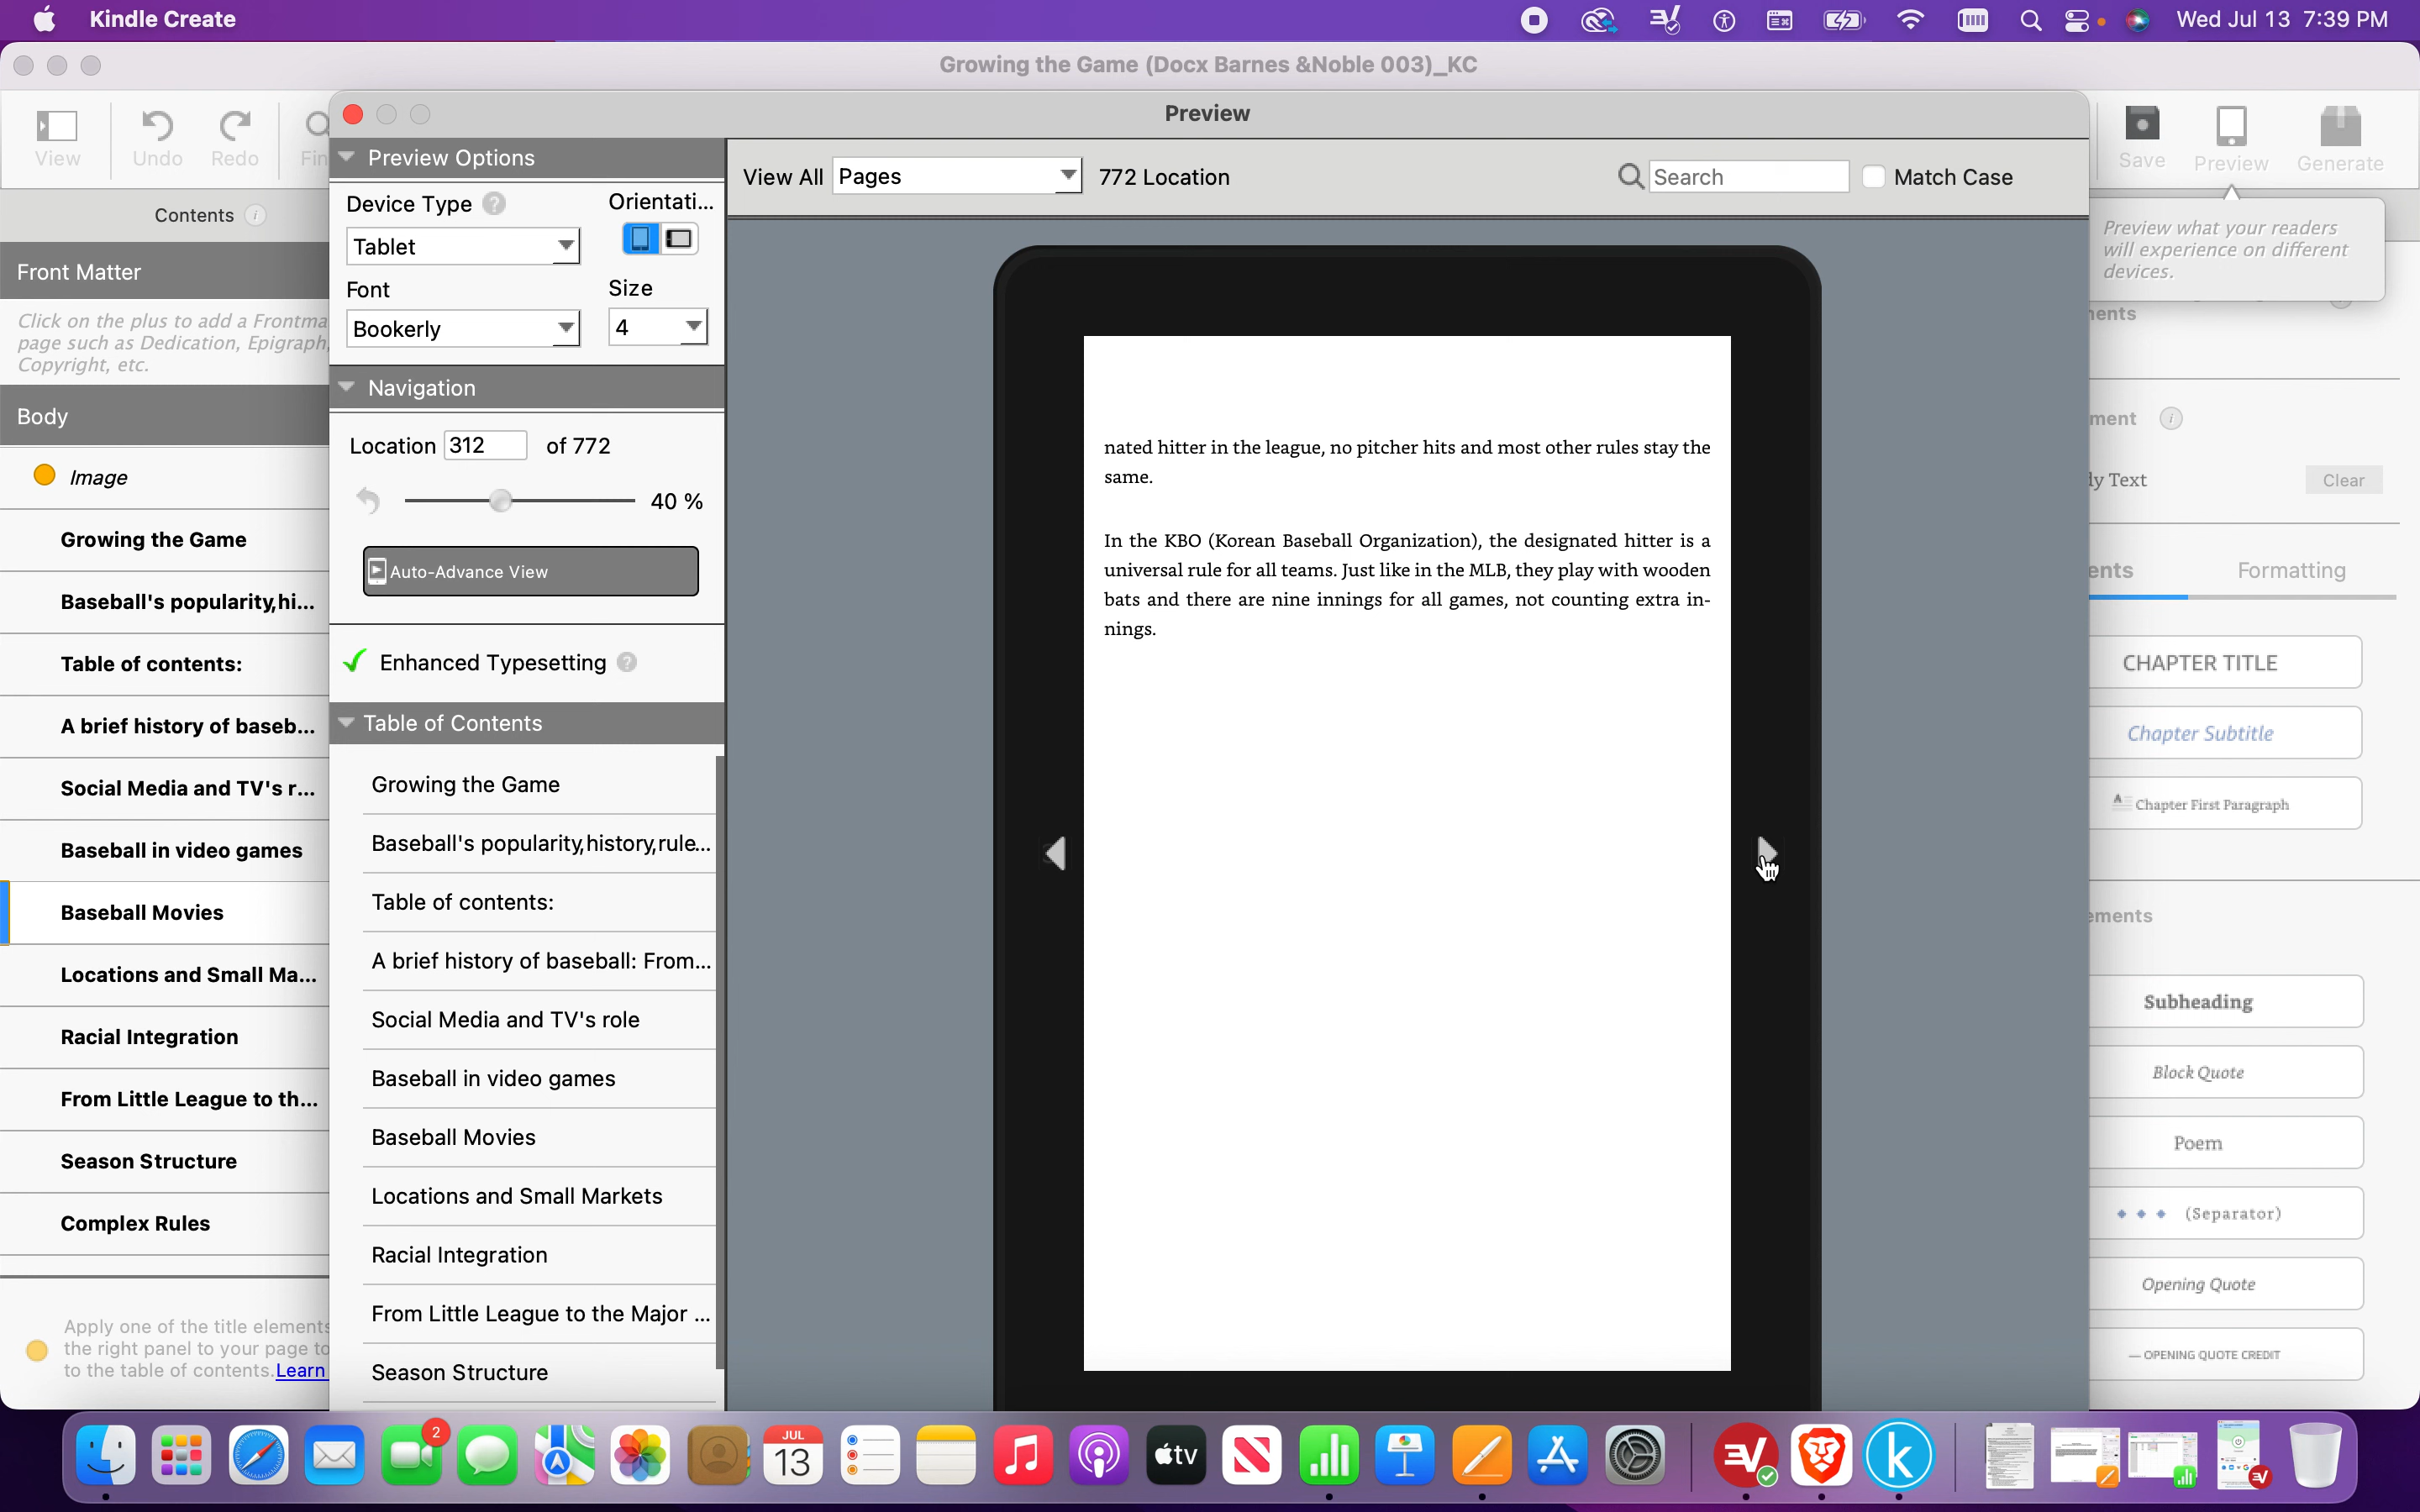 Kindle Create
Wed Jul 13 7:39 PM
Growing the Game (Docx Barnes &Noble 003)_KC
View
Undo
Redo
Fin
Preview
Save
Preview
Generate
Contents
Preview what your readers
will experience on different
devices.
Front Matter
Click on the plus to add a Frontma
page such as Dedication, Epigraph,
Copyright, etc.
Body
Image
Growing the Game
Baseball's popularity,hi...
Table of contents:
A brief history of baseb...
Social Media and TV's r...
Baseball in video games
Baseball Movies
Locations and Small Ma...
Racial Integration
From Little League to th...
Season Structure
Complex Rules
Apply one of the title elements
the right panel to your page to
to the table of contents. Learn
Preview Options
Device Type ?
Orientati...
Tablet
Font
Size
Bookerly
4
Navigation
Location 312 of 772
40 %
Auto-Advance View
Enhanced Typesetting ?
Table of Contents
Growing the Game
Baseball's popularity,history,rule...
Table of contents:
A brief history of baseball: From...
Social Media and TV's role
Baseball in video games
Baseball Movies
Locations and Small Markets
Racial Integration
From Little League to the Major ...
Season Structure
View All Pages 772 Location
Search
Match Case
nated hitter in the league, no pitcher hits and most other rules stay the
same.
In the KBO (Korean Baseball Organization), the designated hitter is a
universal rule for all teams. Just like in the MLB, they play with wooden
bats and there are nine innings for all games, not counting extra in-
nings.
ents
ment
ly Text
Clear
ents
Formatting
CHAPTER TITLE
Chapter Subtitle
Chapter First Paragraph
ements
Subheading
Block Quote
Poem
(Separator)
Opening Quote
— OPENING QUOTE CREDIT
2
JUL
13
tv
k